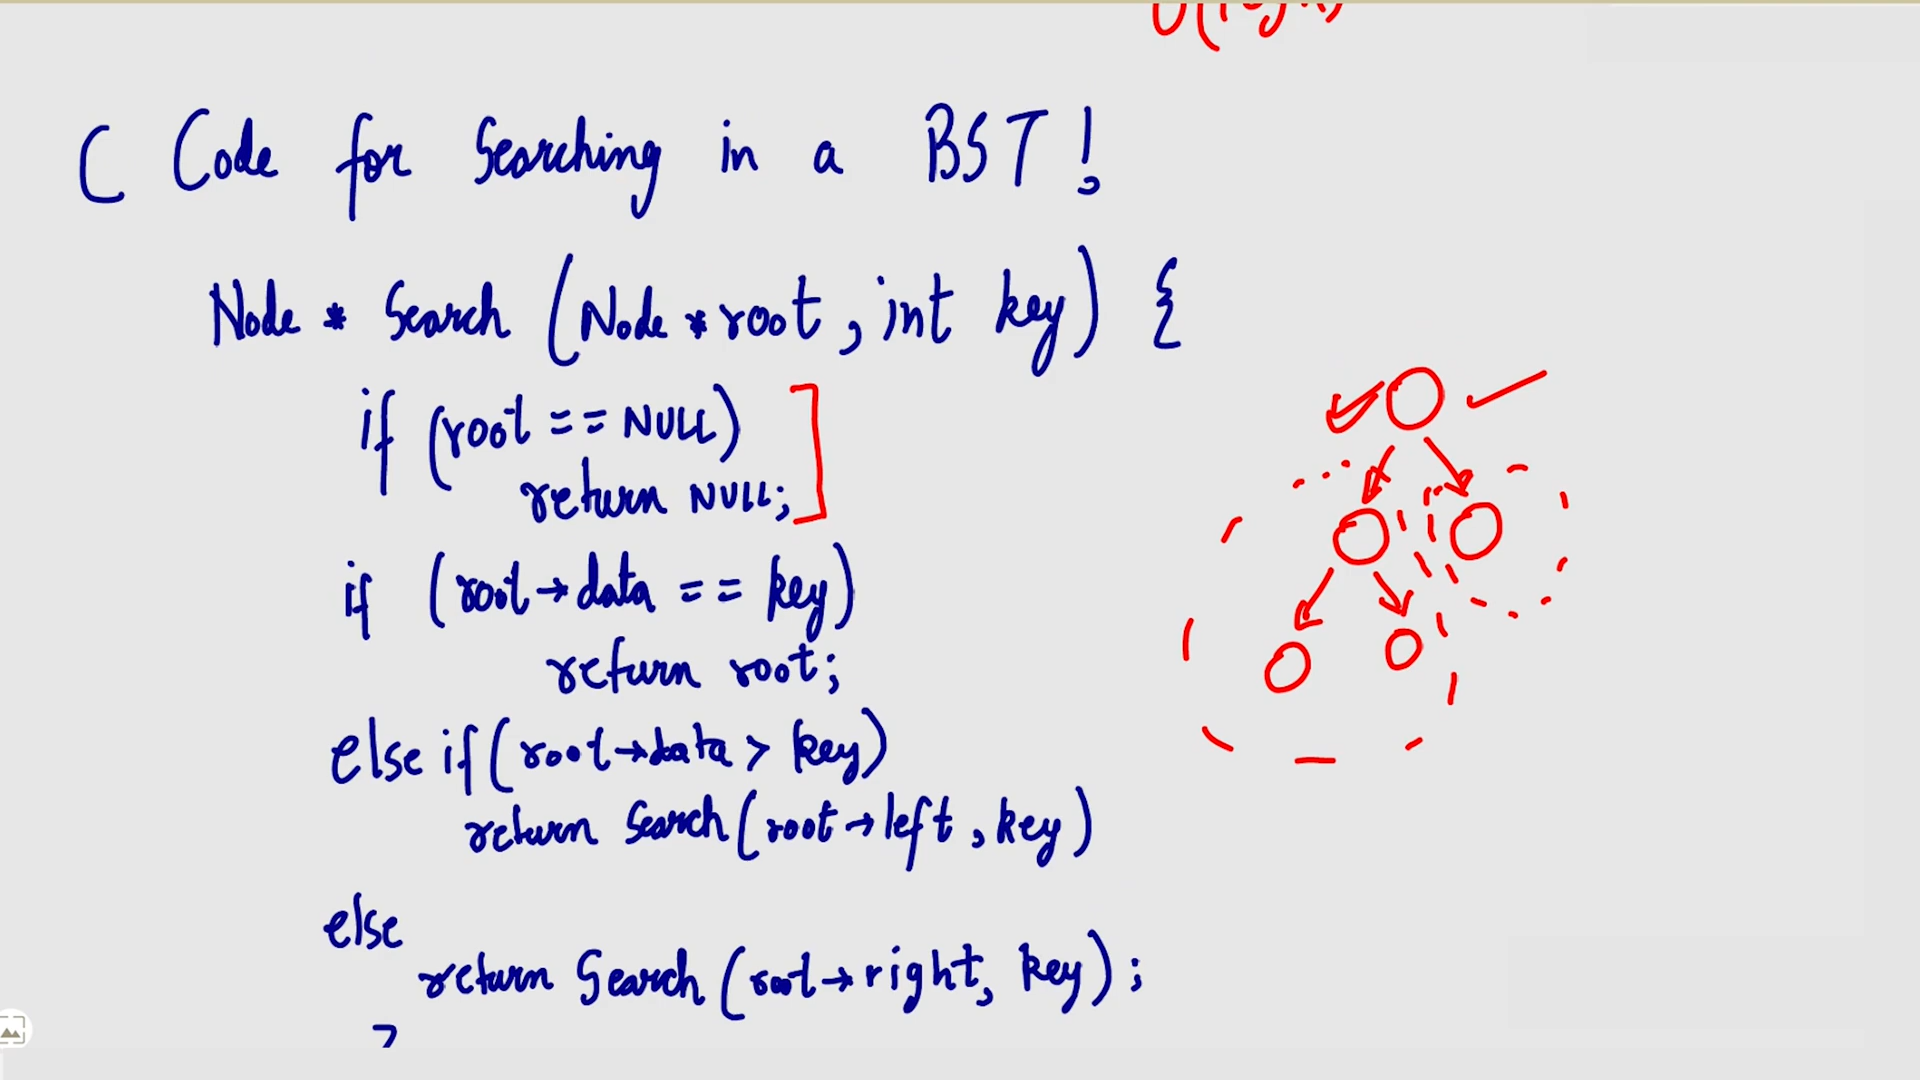 C Code for Searching in a BST!
Node * Search (Node *root, int key) {
if (root == NULL)
return NULL;
if (root→data == key)
return root;
else if (root→data > key)
return Search (root→left, key)
else
return Search (root→right, key);